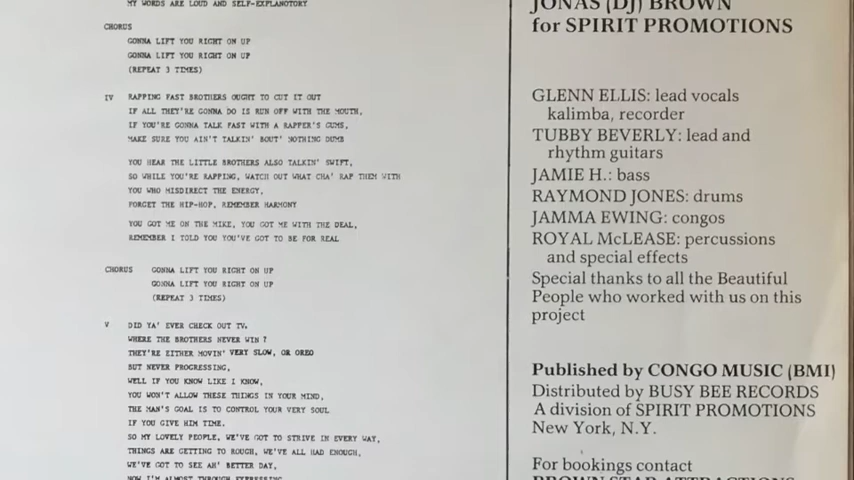 MY WORDS ARE LOUD AND SELF-EXPLANOTORY
CHORUS
GONNA LIFT YOU RIGHT ON UP
GONNA LIFT YOU RIGHT ON UP
(REPEAT 3 TIMES)
IV RAPPING FAST BROTHERS OUGHT TO CUT IT OUT
IF ALL THEY'RE GONNA DO IS RUN OFF WITH THE MOUTH,
IF YOU'RE GONNA TALK FAST WITH A RAPPER'S GUMS,
MAKE SURE YOU AIN'T TALKIN' BOUT' NOTHING DUMB
YOU HEAR THE LITTLE BROTHERS ALSO TALKIN' SWIFT,
SO WHILE YOU'RE RAPPING, WATCH OUT WHAT CHA' RAP THEM WITH
YOU WHO MISDIRECT THE ENERGY,
FORGET THE HIP-HOP, REMEMBER HARMONY
YOU GOT ME ON THE MIKE, YOU GOT ME WITH THE DEAL,
REMEMBER I TOLD YOU YOU'VE GOT TO BE FOR REAL
CHORUS GONNA LIFT YOU RIGHT ON UP
GONNA LIFT YOU RIGHT ON UP
(REPEAT 3 TIMES)
V DID YA' EVER CHECK OUT TV.
WHERE THE BROTHERS NEVER WIN ?
THEY'RE EITHER MOVIN' VERY SLOW, OR OREO
BUT NEVER PROGRESSING,
WELL IF YOU KNOW LIKE I KNOW,
YOU WON'T ALLOW THESE THINGS IN YOUR MIND,
THE MAN'S GOAL IS TO CONTROL YOUR VERY SOUL
IF YOU GIVE HIM TIME.
SO MY LOVELY PEOPLE, WE'VE GOT TO STRIVE IN EVERY WAY,
THINGS ARE GETTING TO ROUGH, WE'VE ALL HAD ENOUGH,
WE'VE GOT TO SEE AH' BETTER DAY,
NOW I'M ALMOST THROUGH EXPRESSING
JONAS (DJ) BROWN
for SPIRIT PROMOTIONS
GLENN ELLIS: lead vocals
kalimba, recorder
TUBBY BEVERLY: lead and
rhythm guitars
JAMIE H.: bass
RAYMOND JONES: drums
JAMMA EWING: congos
ROYAL McLEASE: percussions
and special effects
Special thanks to all the Beautiful
People who worked with us on this
project
Published by CONGO MUSIC (BMI)
Distributed by BUSY BEE RECORDS
A division of SPIRIT PROMOTIONS
New York, N.Y.
For bookings contact
BROWN STAR ATTRACTIONS